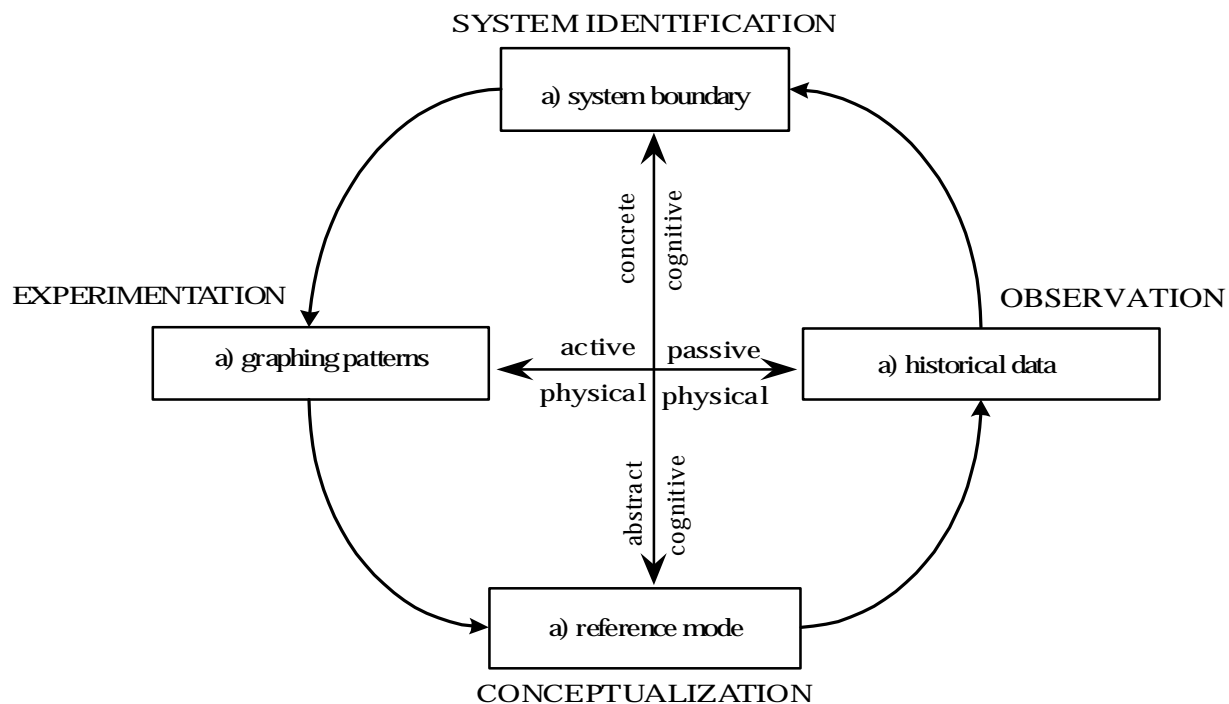 SYSTEM IDENTIFICATION
a) system boundary
concrete
cognitive
EXPERIMENTATION
OBSERVATION
a) graphing patterns
active
passive
a) historical data
physical
physical
abstract
cognitive
a) reference mode
CONCEPTUALIZATION